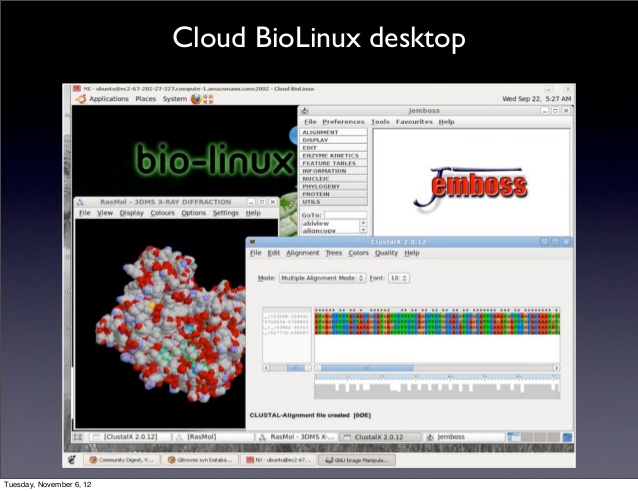 Cloud BioLinux desktop
NX - ubuntu@ec2-67-202-27-227.compute-1.amazonaws.com:2002 - Cloud BioLinux
Applications Places System
Wed Sep 22, 5:27 AM
bio-linux
Jemboss
File Preferences Tools Favourites Help
ALIGNMENT
DISPLAY
EDIT
ENZYME KINETICS
FEATURE TABLES
INFORMATION
NUCLEIC
PHYLOGENY
PROTEIN
UTILS
GoTo:
abiview
aligncopy
Jemboss
RasMol - 3DMS X-RAY DIFFRACTION
File View Display Colours Options Settings Help
ClustalX 2.0.12
File Edit Alignment Trees Colors Quality Help
Mode: Multiple Alignment Mode Font: 10
CLUSTAL-Alignment file created
[ClustalX 2.0.12]
[RasMol]
RasMol - 3DMS X-...
ClustalX 2.0.12
Jemboss
Community Digest, V...
GBrowse syn Databa...
NX - ubuntu@ec2-67...
GNU Image Manipula...
Tuesday, November 6, 12